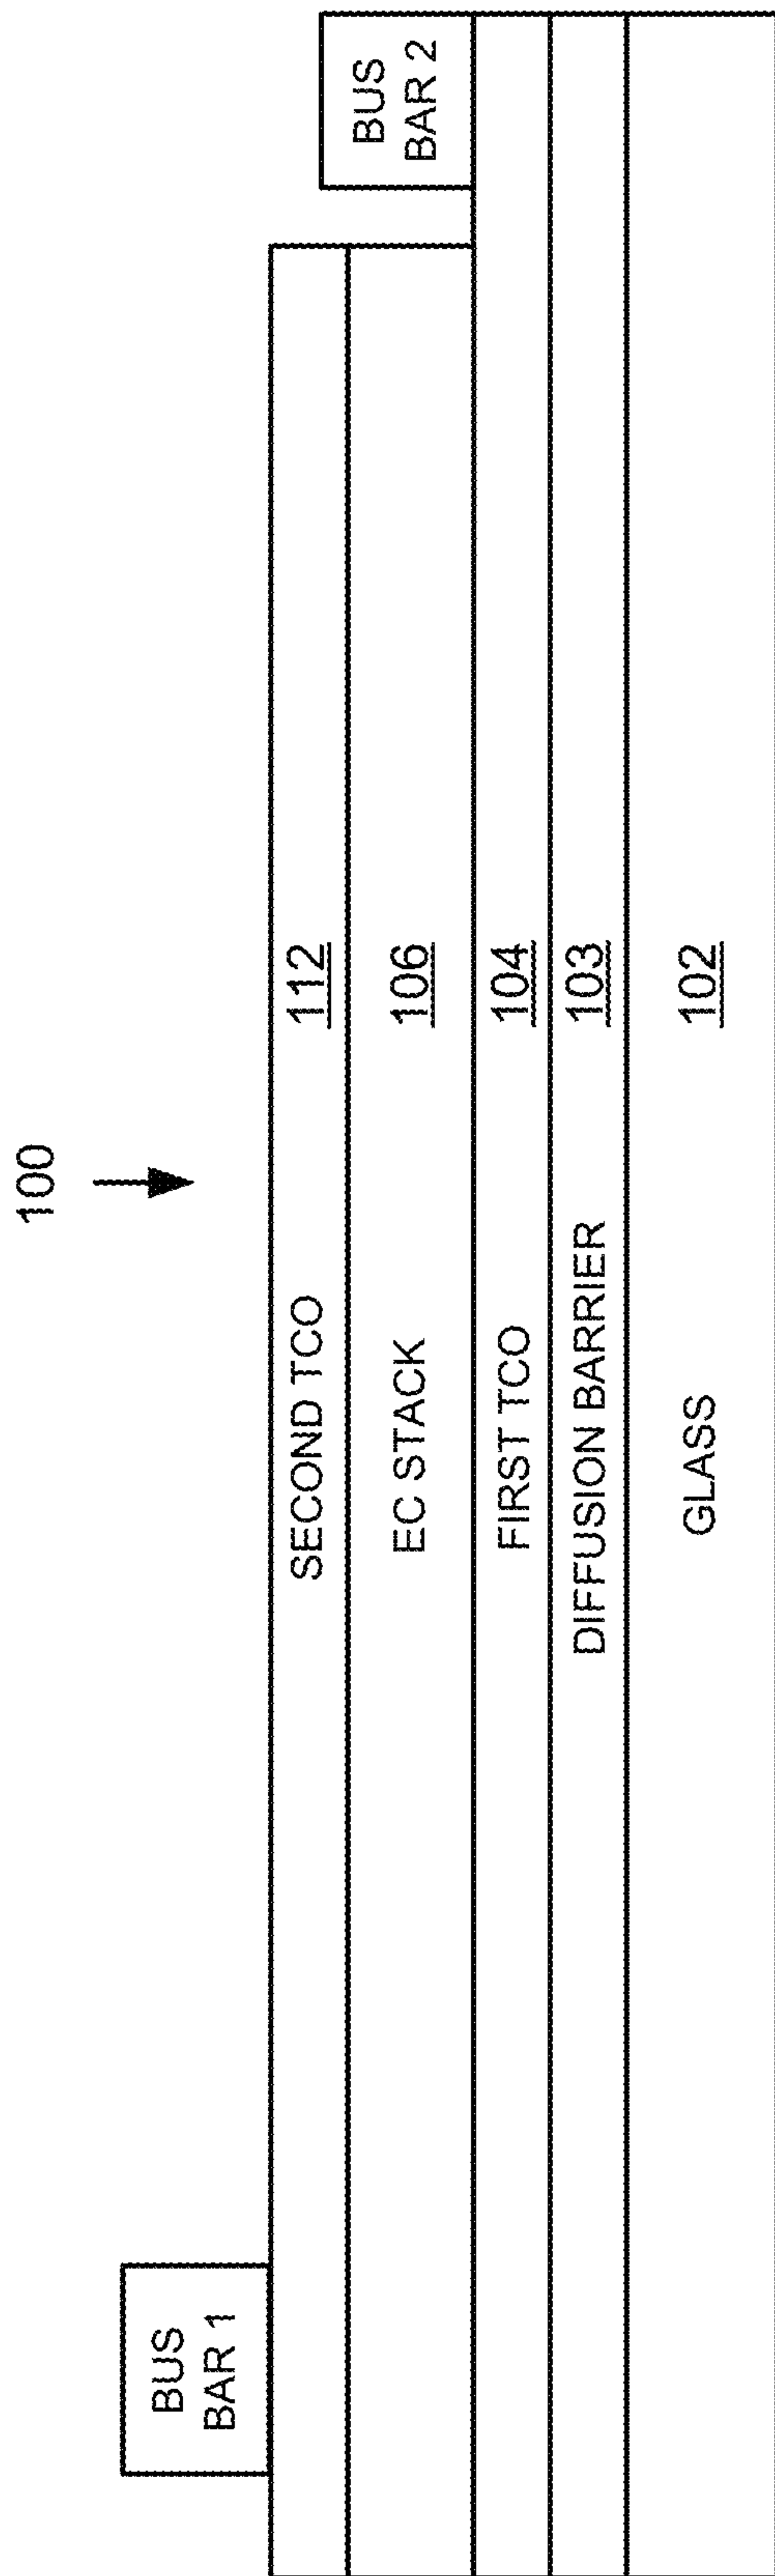 100
BUS
BAR 1
BUS
BAR 2
SECOND TCO 112
EC STACK 106
FIRST TCO 104
DIFFUSION BARRIER 103
GLASS 102